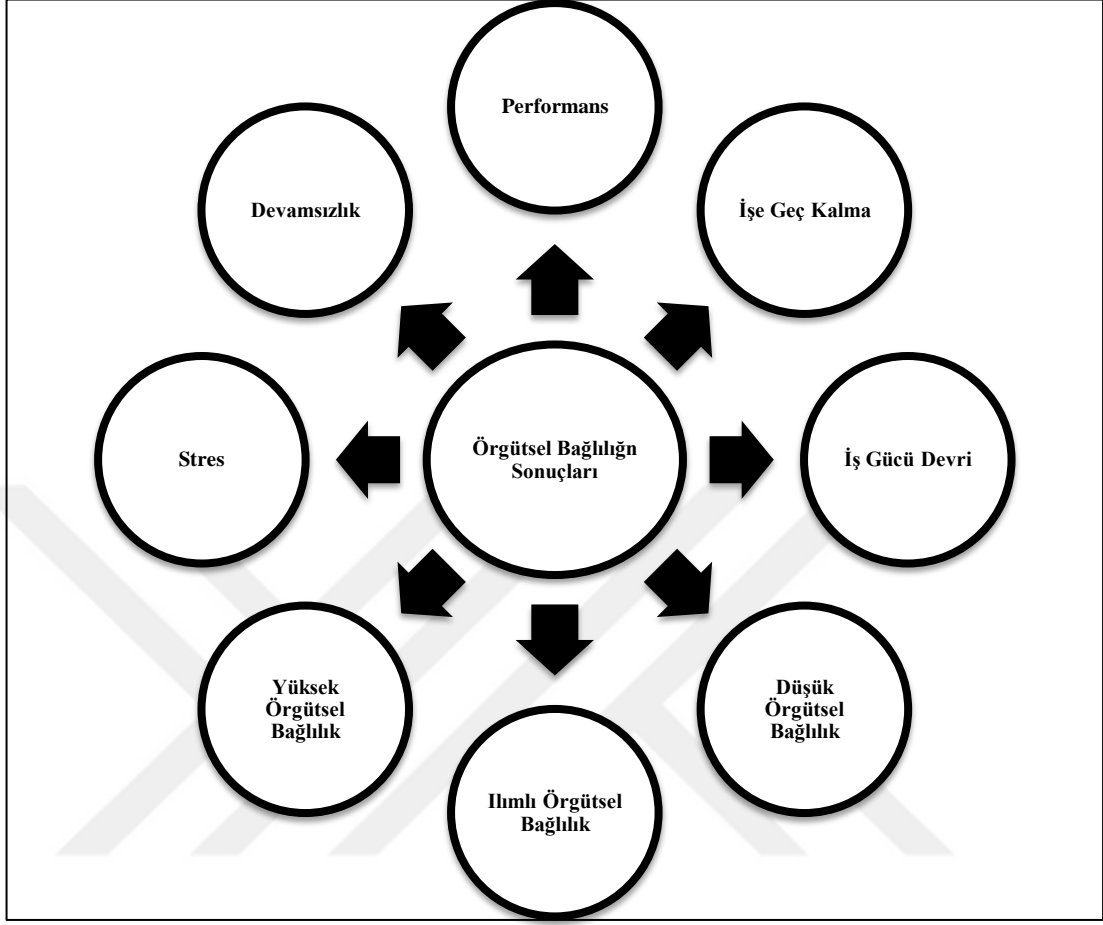 Performans
Devamsızlık
İşe Geç Kalma
Stres
Örgütsel Bağlılığn
Sonuçları
İş Gücü Devri
Yüksek
Örgütsel
Bağlılık
Düşük
Örgütsel
Bağlılık
Ilımlı Örgütsel
Bağlılık